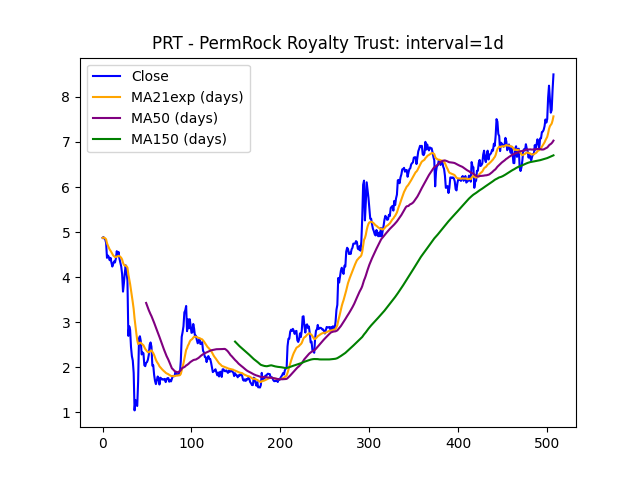 PRT - PermRock Royalty Trust: interval=1d
Close
MA21exp (days)
MA50 (days)
MA150 (days)
8
7
6
5
4
3
2
1
0 100 200 300 400 500